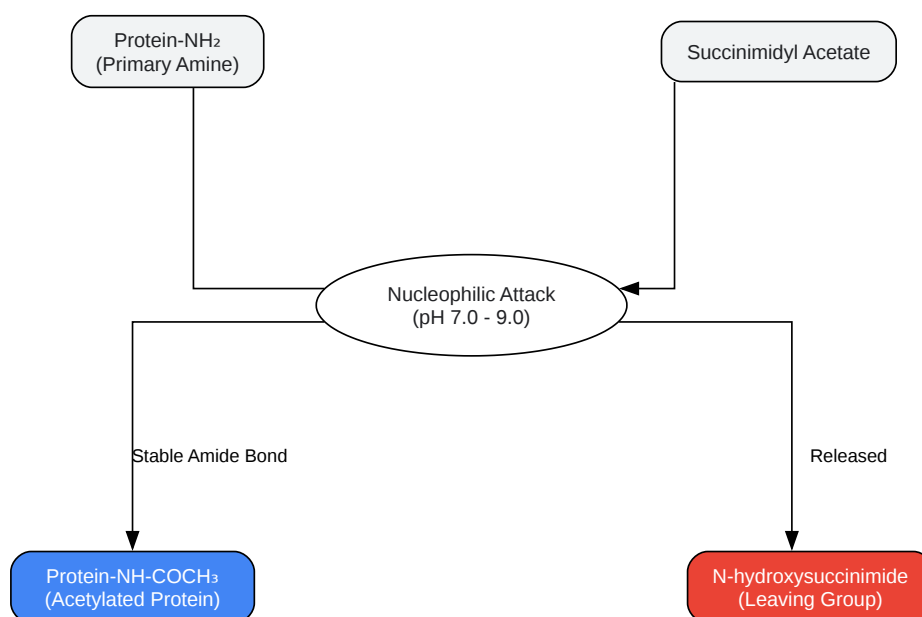 Protein-NH₂
(Primary Amine)
Succinimidyl Acetate
Nucleophilic Attack
(pH 7.0 - 9.0)
Stable Amide Bond
Released
Protein-NH-COCH₃
(Acetylated Protein)
N-hydroxysuccinimide
(Leaving Group)